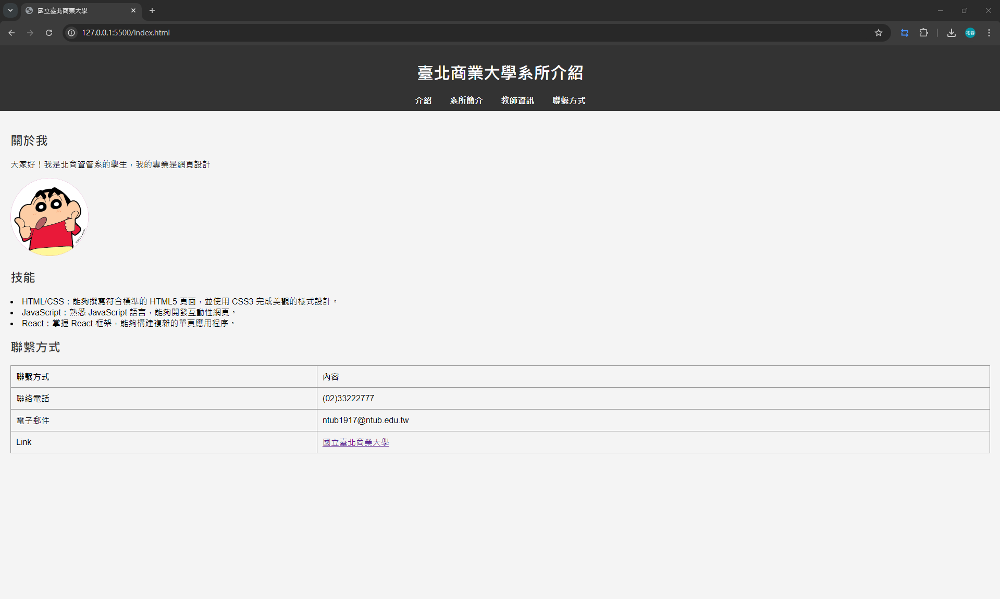 國立臺北商業大學
127.0.0.1:5500/index.html
祐蓉
臺北商業大學系所介紹
介紹 系所簡介 教師資訊 聯繫方式
關於我
大家好！我是北商資管系的學生，我的專業是網頁設計
技能
• HTML/CSS：能夠撰寫符合標準的 HTML5 頁面，並使用 CSS3 完成美觀的樣式設計。
• JavaScript：熟悉 JavaScript 語言，能夠開發互動性網頁。
• React：掌握 React 框架，能夠構建複雜的單頁應用程序。
聯繫方式
聯繫方式 內容
聯絡電話 (02)33222777
電子郵件 ntub1917@ntub.edu.tw
Link 國立臺北商業大學